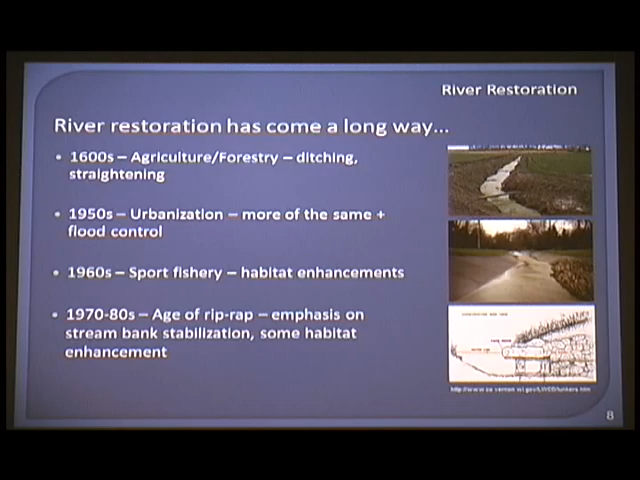 River Restoration
River restoration has come a long way...
• 1600s – Agriculture/Forestry – ditching,
straightening
• 1950s – Urbanization – more of the same +
flood control
• 1960s – Sport fishery – habitat enhancements
• 1970-80s – Age of rip-rap – emphasis on
stream bank stabilization, some habitat
enhancement
8